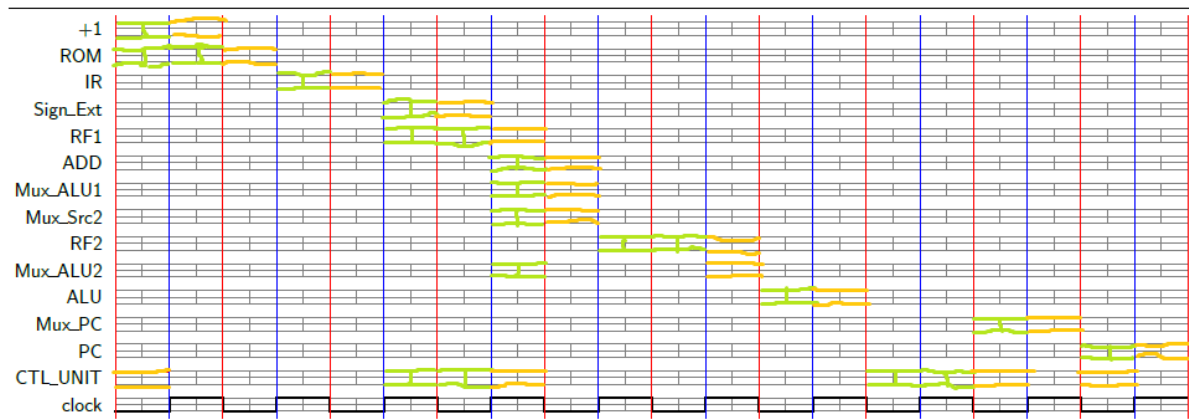 +1
ROM
IR
Sign_Ext
RF1
ADD
Mux_ALU1
Mux_Src2
RF2
Mux_ALU2
ALU
Mux_PC
PC
CTL_UNIT
clock